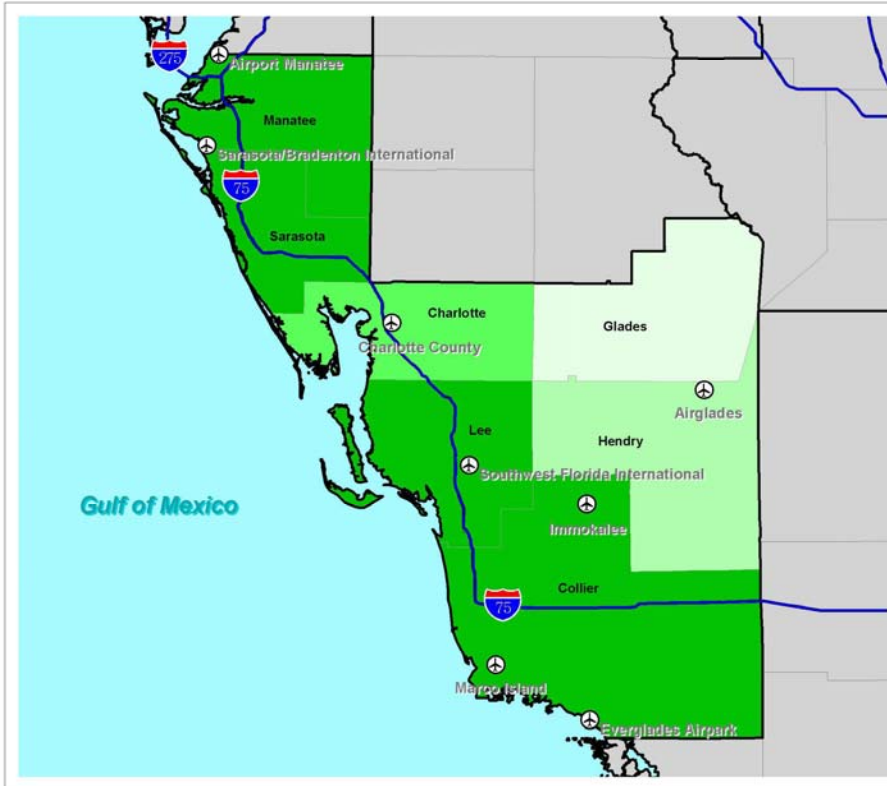 275
Airport Manatee
Manatee
Sarasota/Bradenton International
75
Sarasota
Charlotte
Glades
Charlotte County
Airglades
Lee
Hendry
Southwest Florida International
Gulf of Mexico
Immokalee
Collier
75
Marco Island
Everglades Airpark